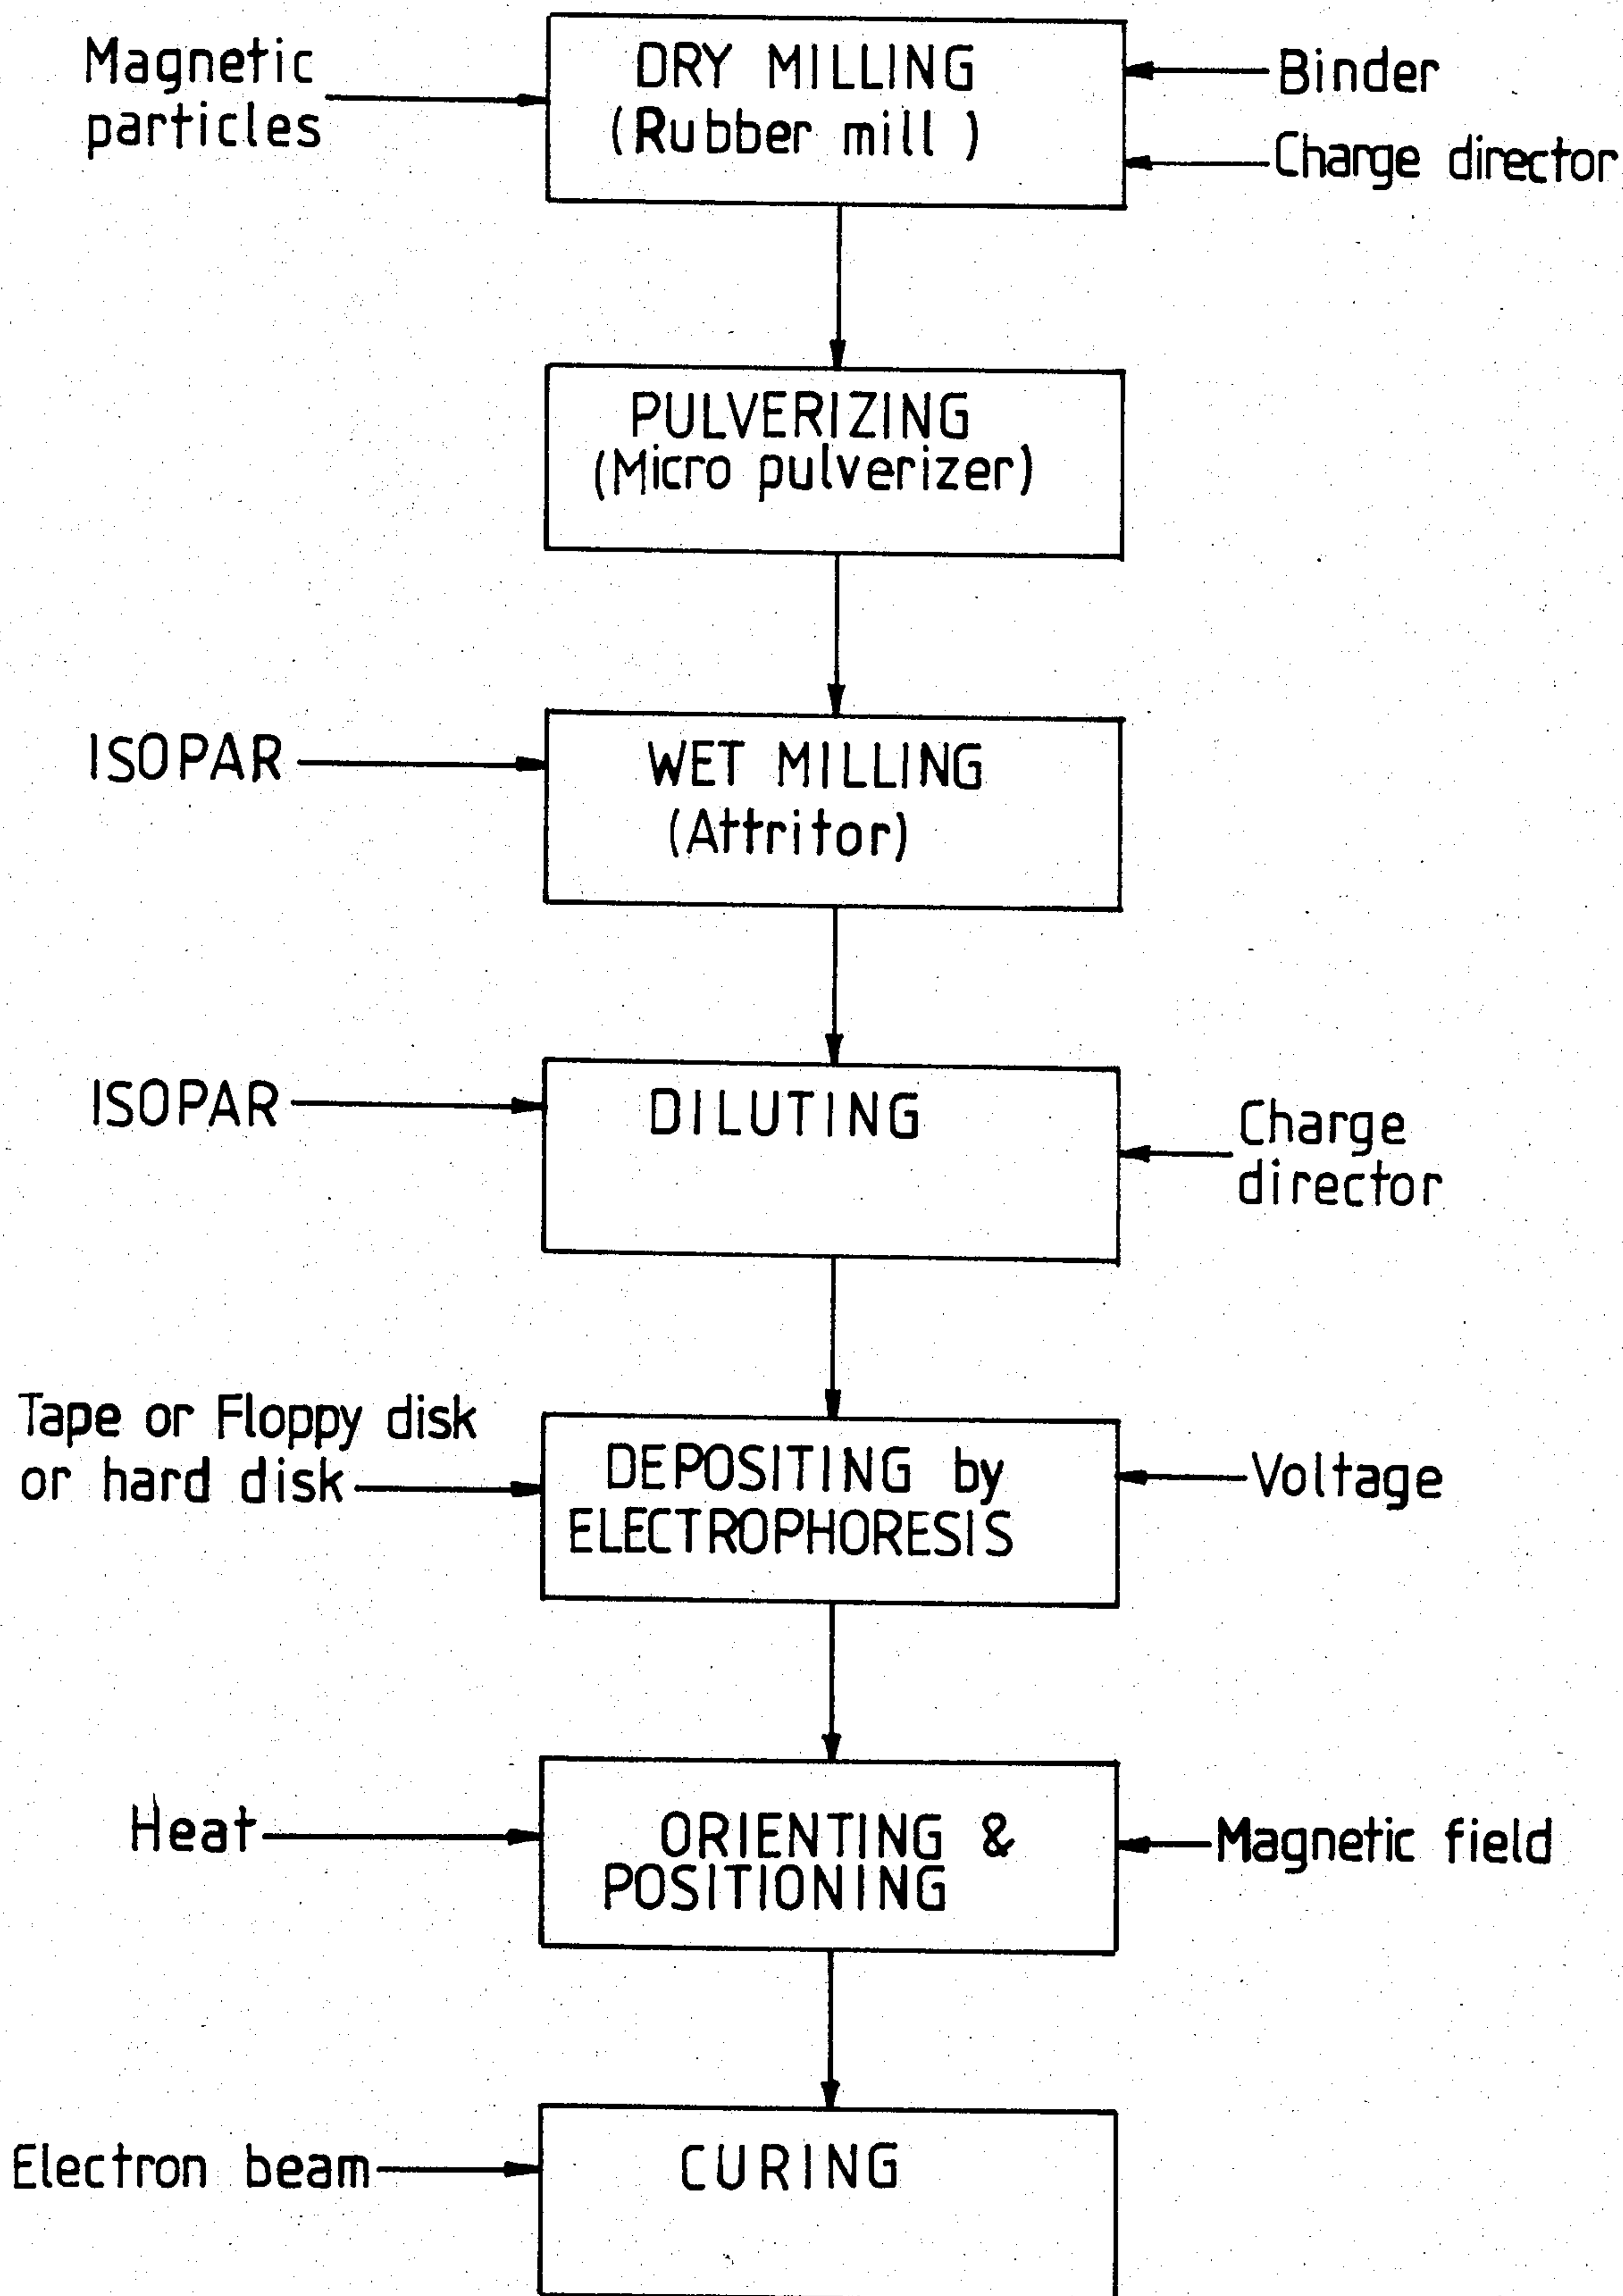 Magnetic
particles
DRY MILLING
(Rubber mill )
Binder
Charge director
PULVERIZING
(Micro pulverizer)
ISOPAR
WET MILLING
(Attritor)
ISOPAR
DILUTING
Charge
director
Tape or Floppy disk
or hard disk
DEPOSITING by
ELECTROPHORESIS
Voltage
Heat
ORIENTING &
POSITIONING
Magnetic field
Electron beam
CURING